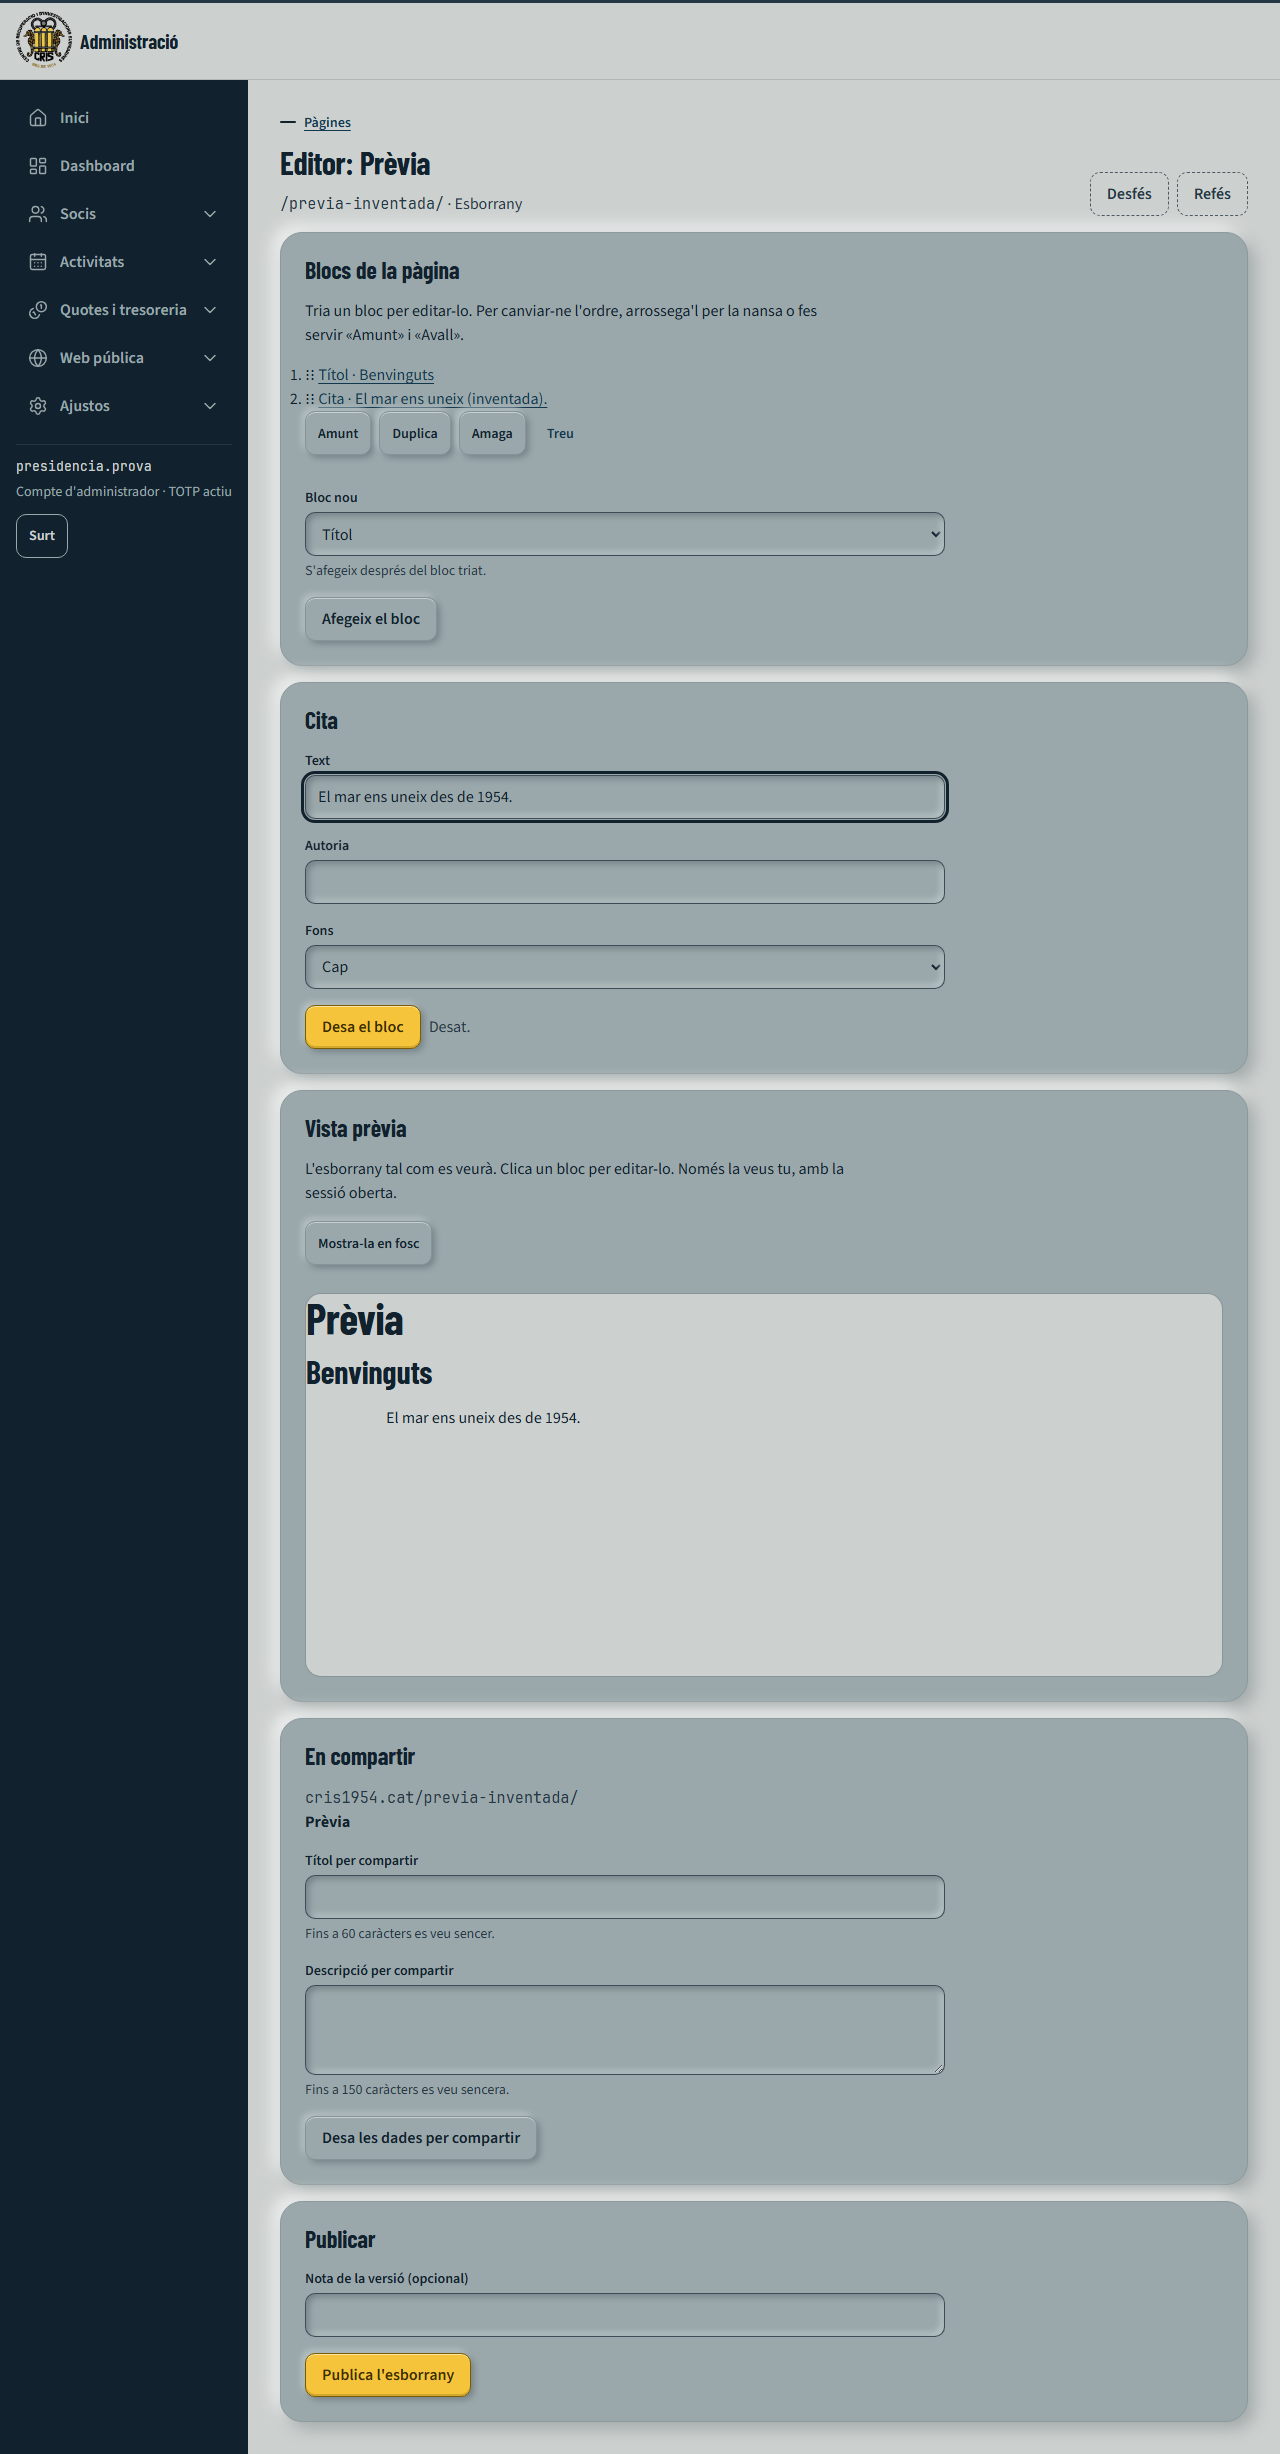 CRIS
Administració
Inici
Dashboard
Socis
Activitats
Quotes i tresoreria
Web pública
Ajustos
presidencia.prova
Compte d'administrador · TOTP actiu
Surt
Pàgines
Editor: Prèvia
/previa-inventada/ · Esborrany
Desfés
Refés
Blocs de la pàgina
Tria un bloc per editar-lo. Per canviar-ne l'ordre, arrossega'l per la nansa o fes
servir «Amunt» i «Avall».
1. ⠿ Títol · Benvinguts
2. ⠿ Cita · El mar ens uneix (inventada).
Amunt Duplica Amaga Treu
Bloc nou
Títol
S'afegeix després del bloc triat.
Afegeix el bloc
Cita
Text
El mar ens uneix des de 1954.
Autoria
Fons
Cap
Desa el bloc Desat.
Vista prèvia
L'esborrany tal com es veurà. Clica un bloc per editar-lo. Només la veus tu, amb la
sessió oberta.
Mostra-la en fosc
Prèvia
Benvinguts
El mar ens uneix des de 1954.
En compartir
cris1954.cat/previa-inventada/
Prèvia
Títol per compartir
Fins a 60 caràcters es veu sencer.
Descripció per compartir
Fins a 150 caràcters es veu sencera.
Desa les dades per compartir
Publicar
Nota de la versió (opcional)
Publica l'esborrany